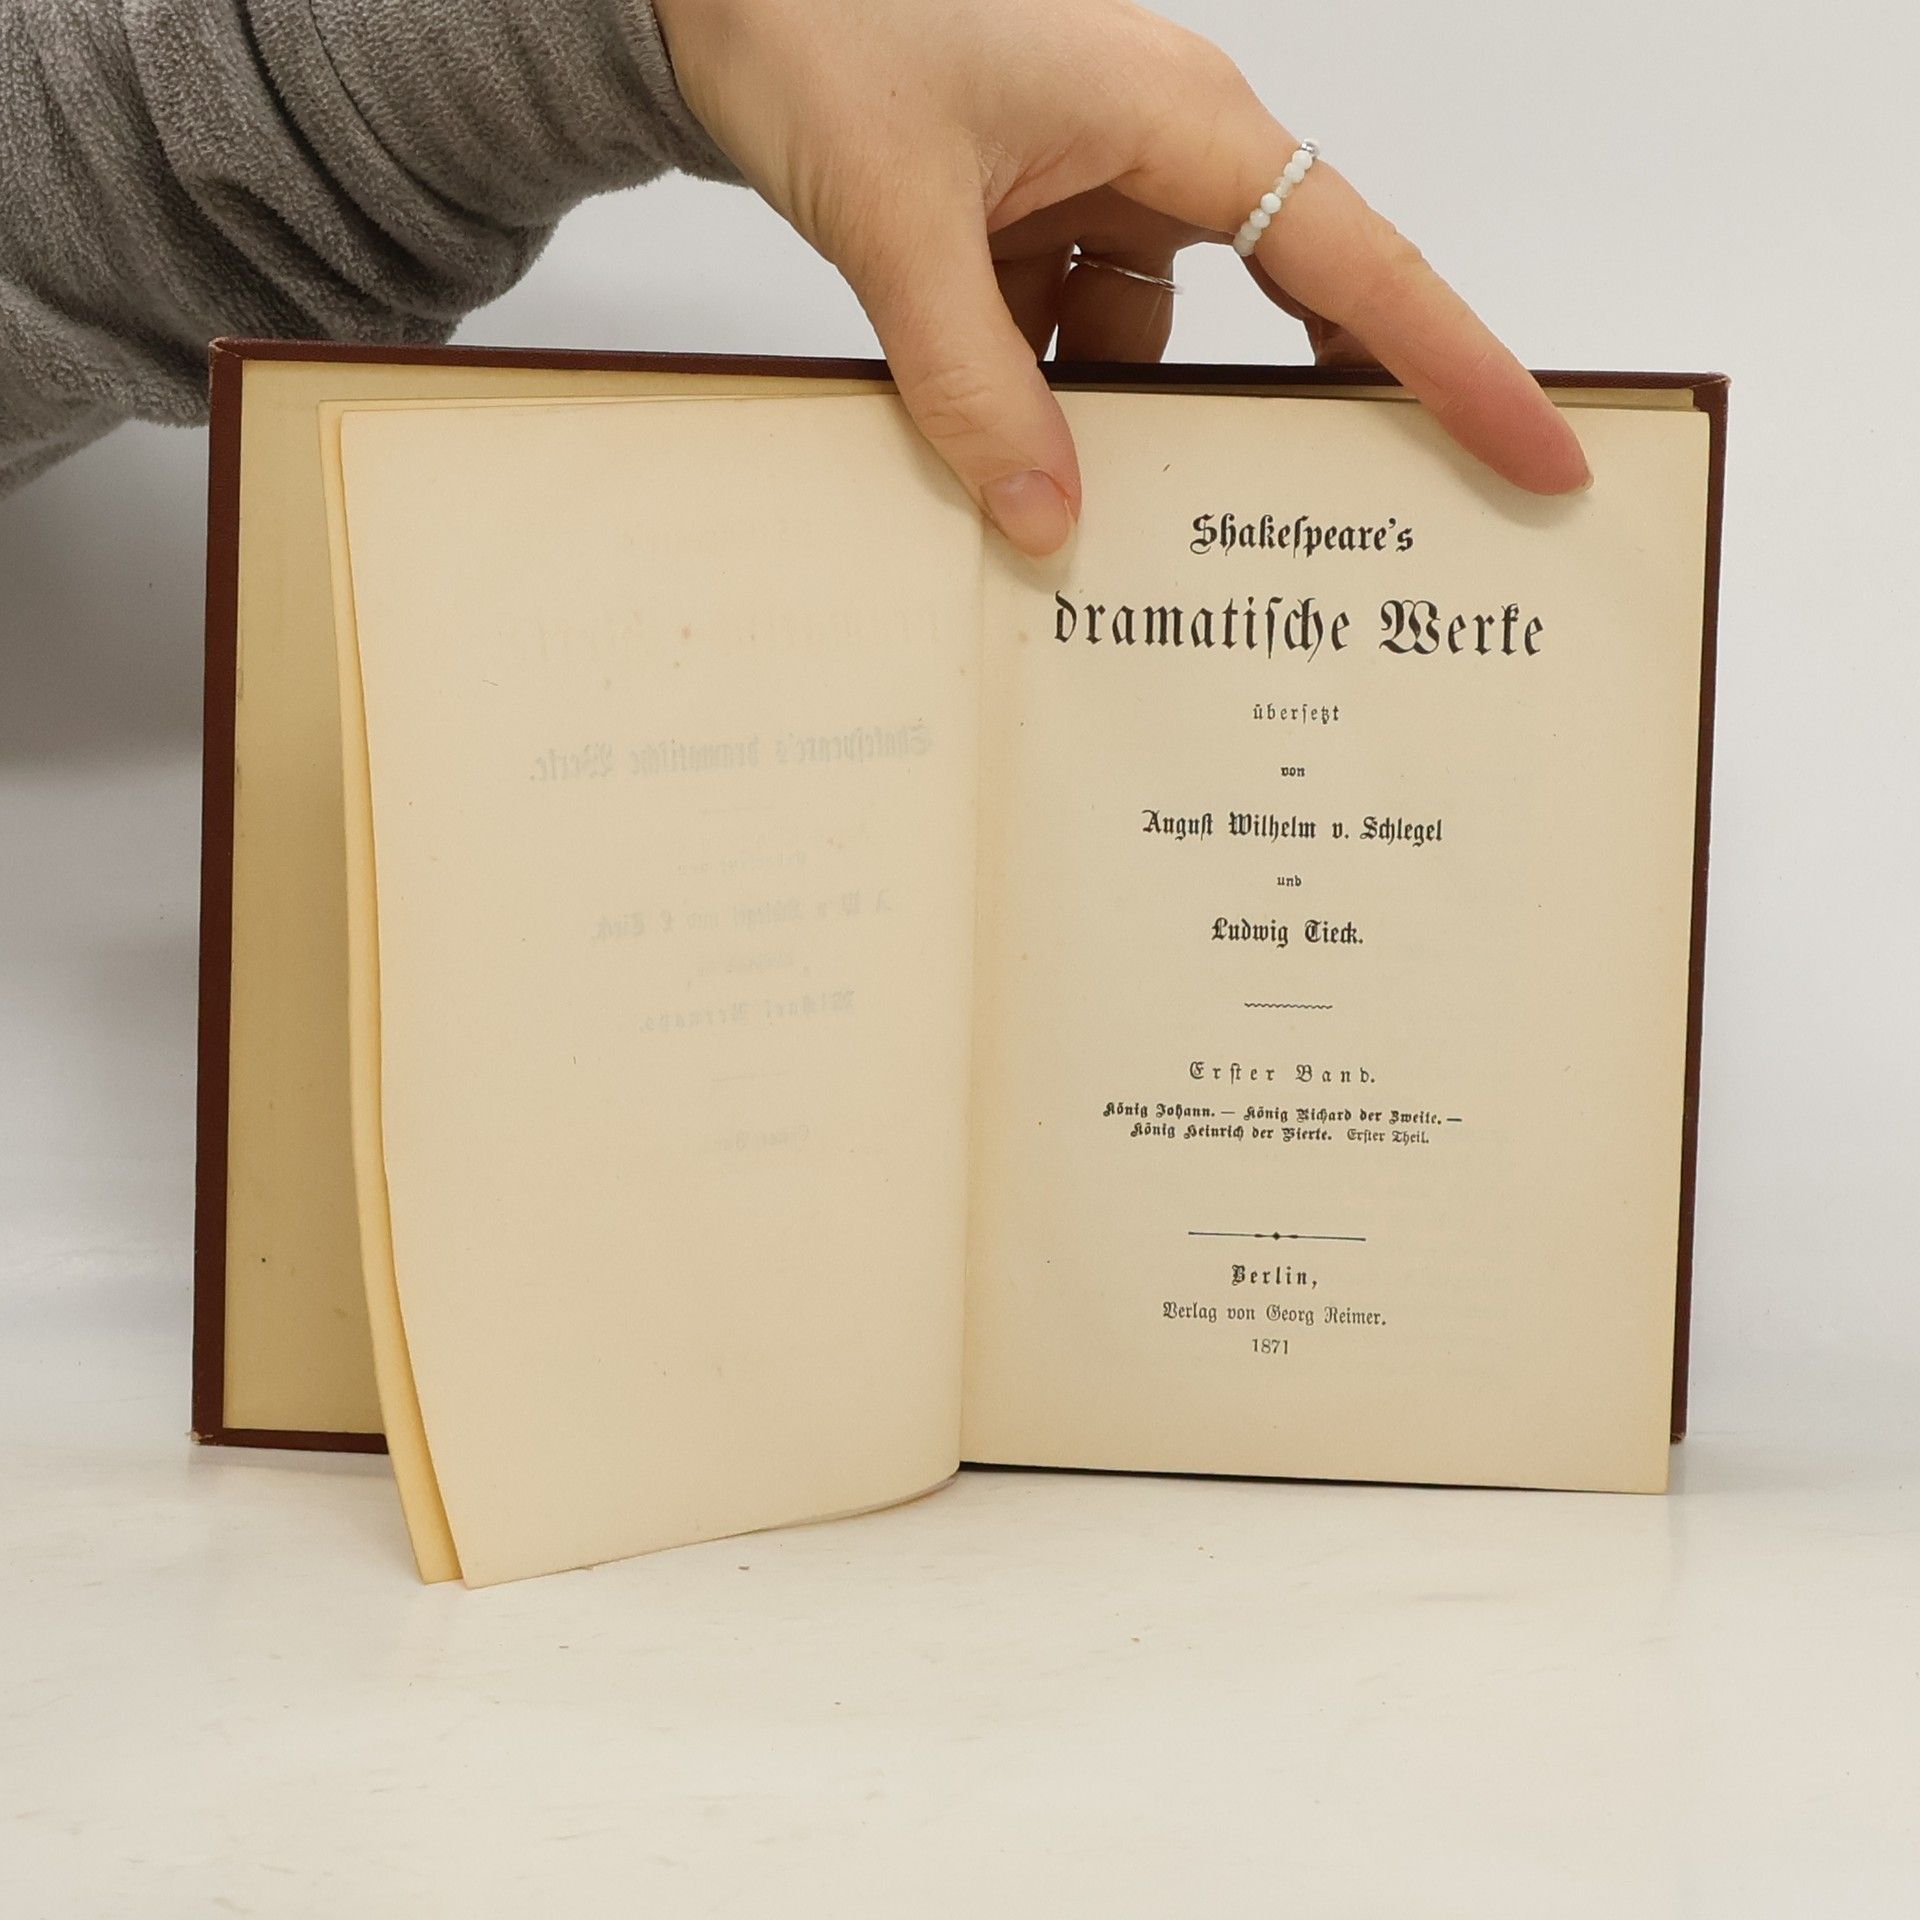 Shakeſpeare's
dramatiſche Werke
überſetzt
von
Auguſt Wilhelm v. Schlegel
und
Ludwig Tieck.
Erſter Band.
König Johann. — König Richard der Zweite. —
König Heinrich der Vierte. Erſter Theil.
Berlin,
Verlag von Georg Reimer.
1871